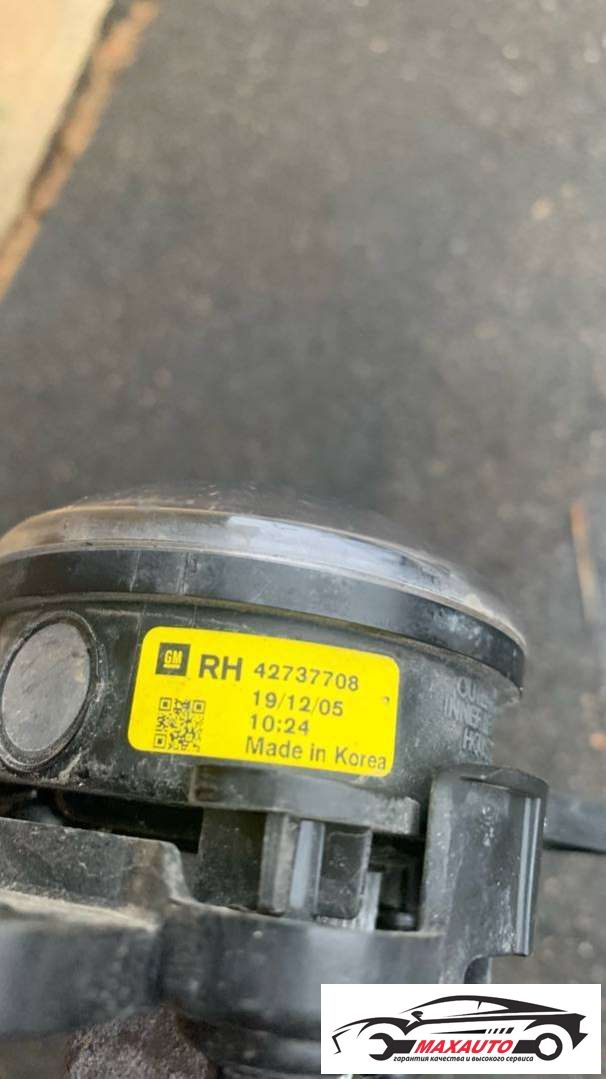 GM RH 42737708
19/12/05
10:24
Made in Korea
MAXAUTO
гарантия качества и высокого сервиса